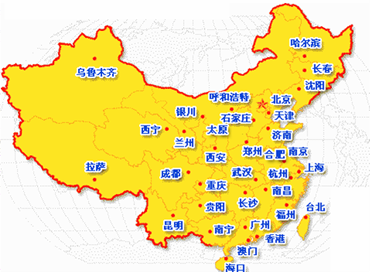 哈尔滨
长春
乌鲁木齐
沈阳
呼和浩特
北京
银川
石家庄
天津
西宁
太原
济南
兰州
郑州
合肥
南京
西安
拉萨
成都
武汉
杭州
上海
重庆
南昌
长沙
贵阳
福州
台北
昆明
南宁
广州
香港
澳门
海口